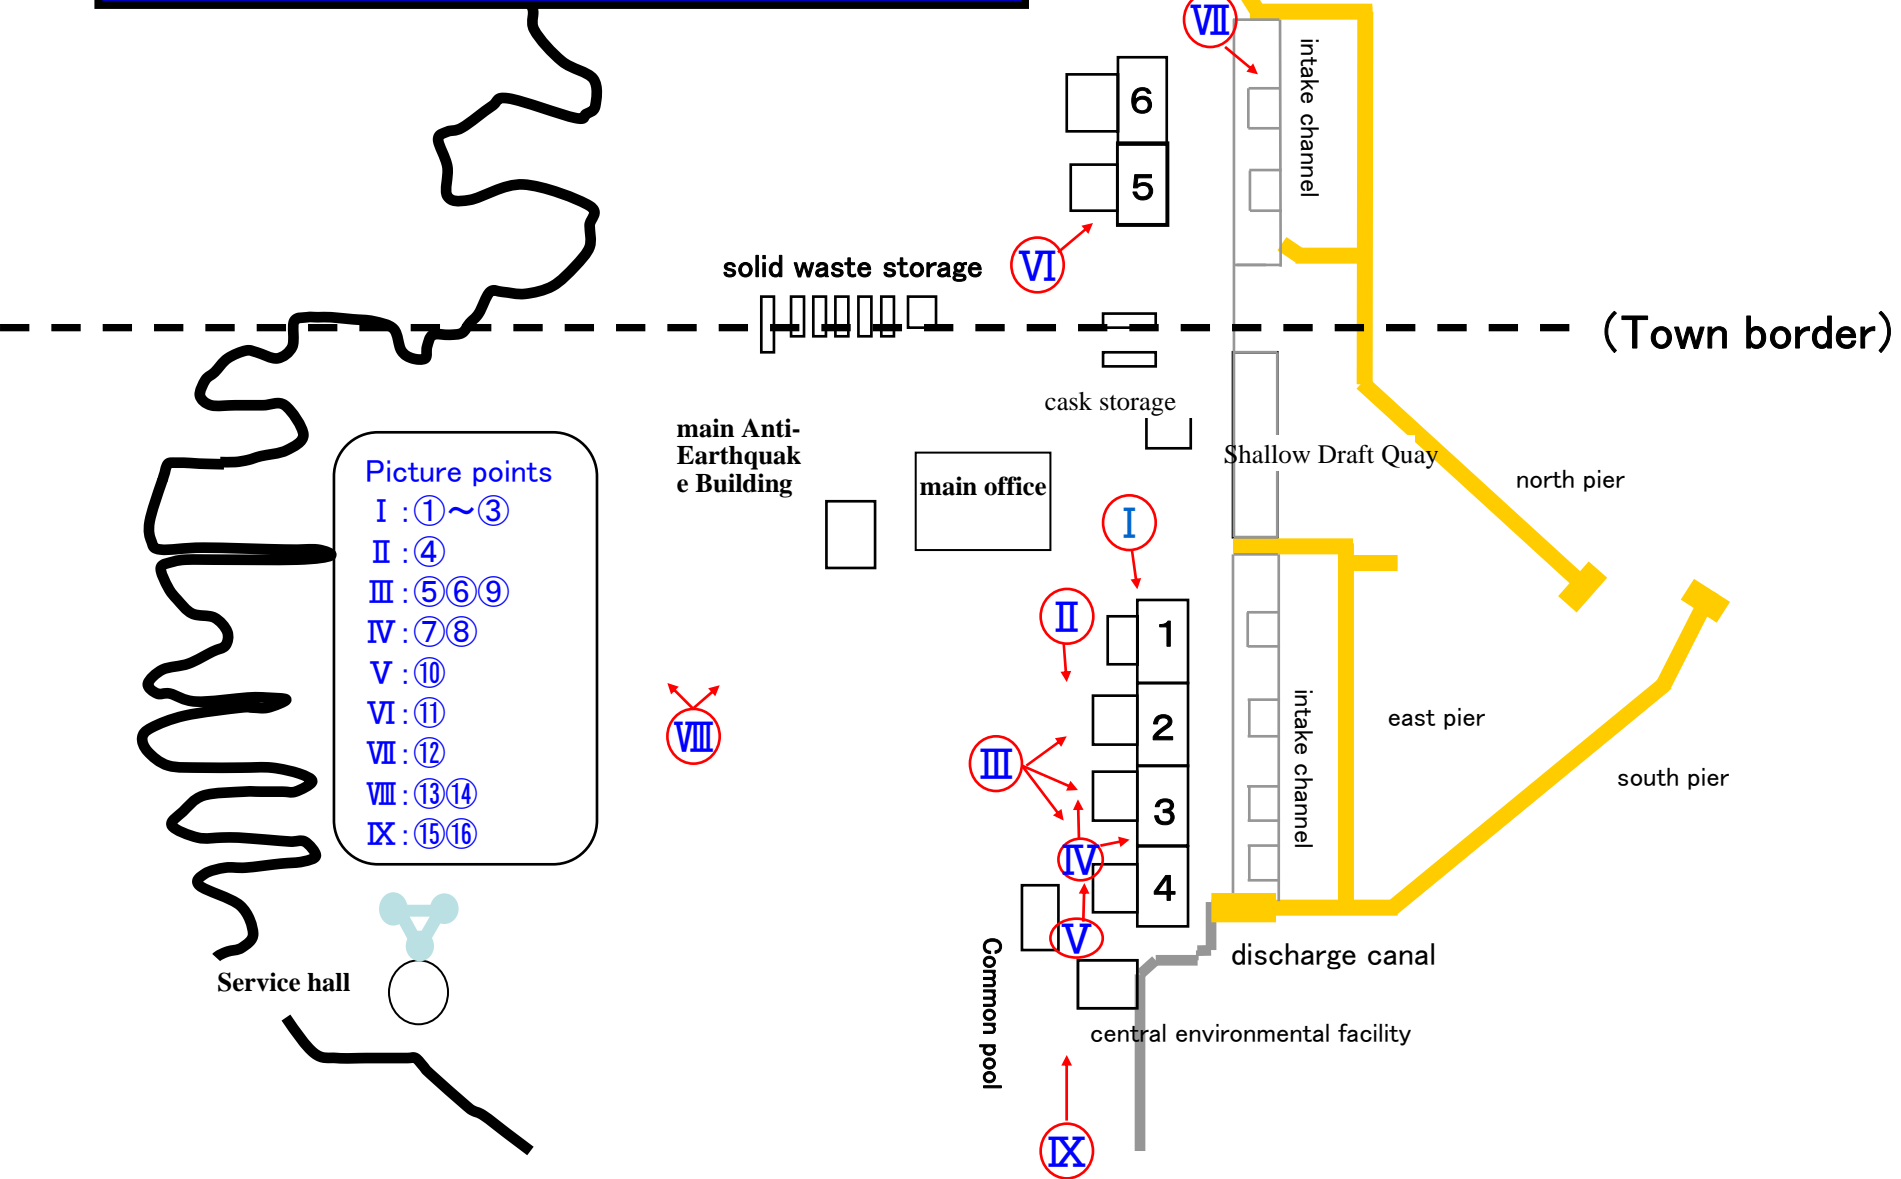 Ⅶ
intake channel
6
5
Ⅵ
solid waste storage
(Town border)
cask storage
main Anti-
Earthquak
e Building
main office
Shallow Draft Quay
north pier
Picture points
Ⅰ:①～③
Ⅱ:④
Ⅲ:⑤⑥⑨
Ⅳ:⑦⑧
Ⅴ:⑩
Ⅵ:⑪
Ⅶ:⑫
Ⅷ:⑬⑭
Ⅸ:⑮⑯
Ⅰ
Ⅱ
1
Ⅷ
Ⅲ
2
3
Ⅳ
4
Ⅴ
intake channel
east pier
south pier
discharge canal
Service hall
Common pool
central environmental facility
Ⅸ